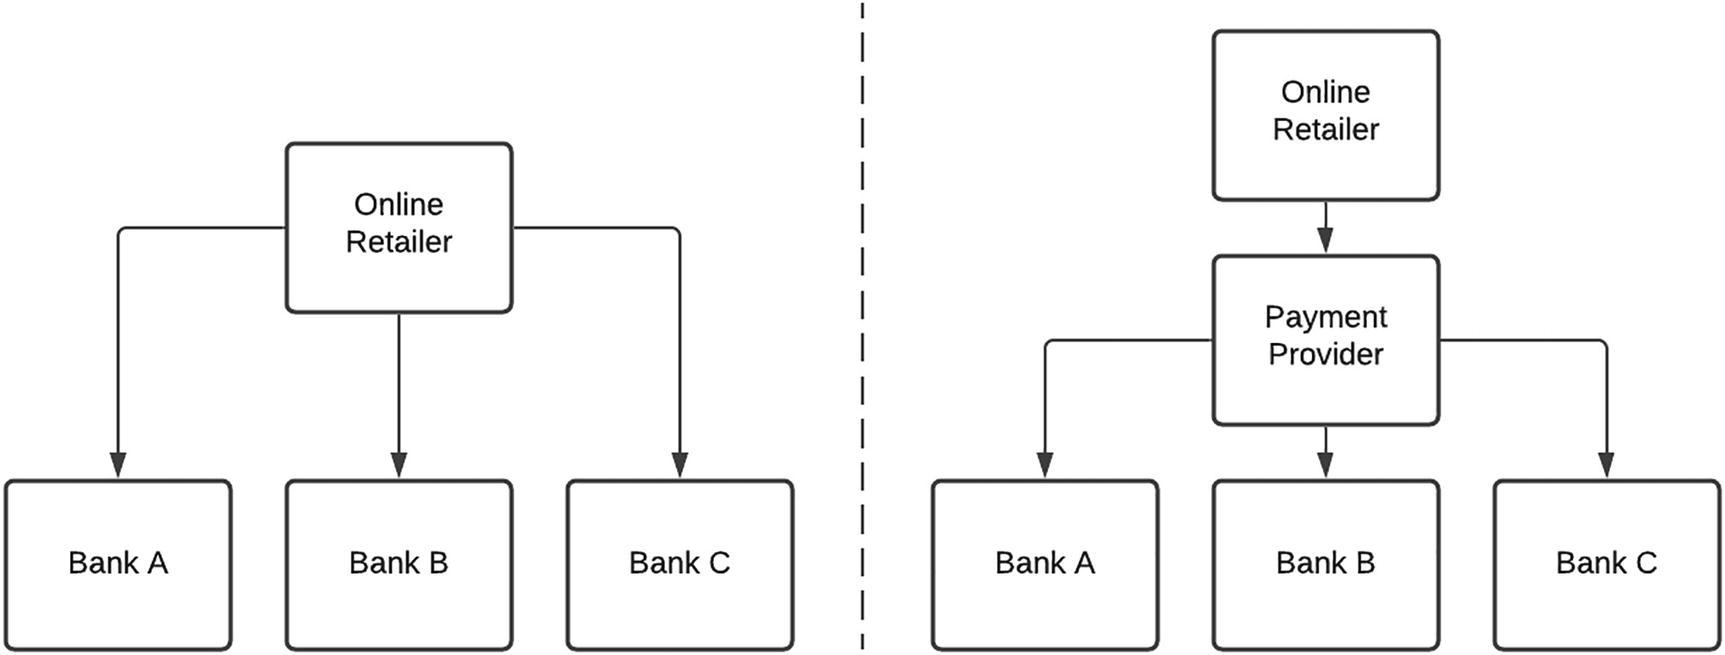 Online
Retailer
Bank A
Bank B
Bank C
Online
Retailer
Payment
Provider
Bank A
Bank B
Bank C